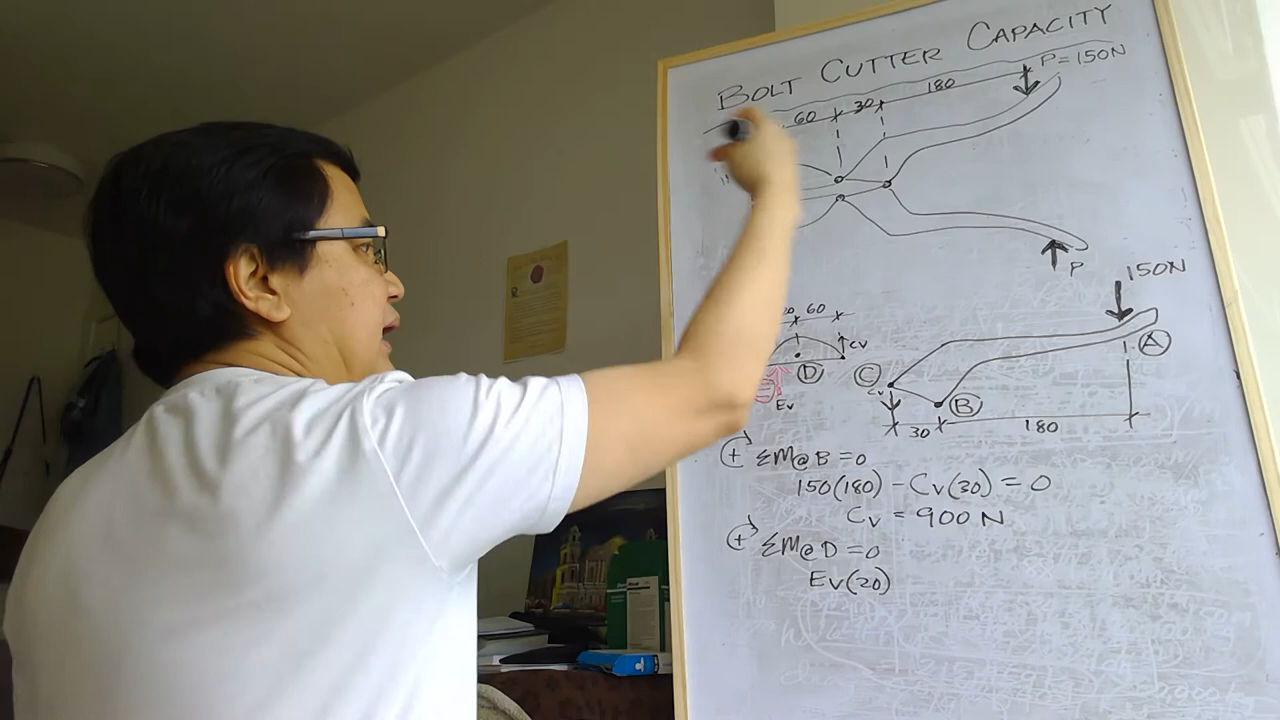 BOLT CUTTER CAPACITY
P = 150N
60 30 180
P
150N
60
CV
D
C
A
CV
B
EV
30 180
+ ΣM@B = 0
150(180) - CV(30) = 0
CV = 900 N
+ ΣM@D = 0
EV(20)